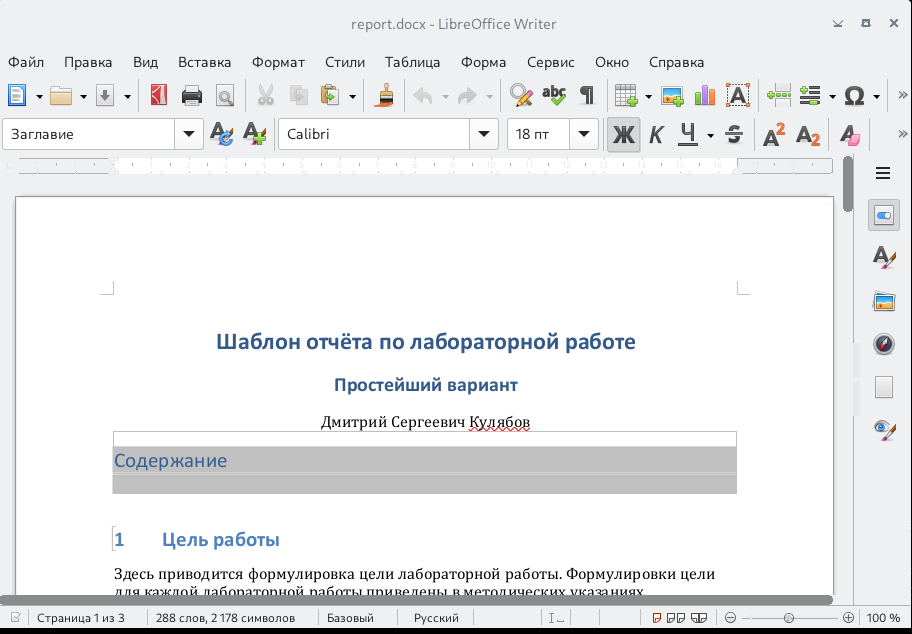 report.docx - LibreOffice Writer
Файл Правка Вид Вставка Формат Стили Таблица Форма Сервис Окно Справка
Заглавие Calibri 18 пт Ж К Ч S A2 A2
Шаблон отчёта по лабораторной работе
Простейший вариант
Дмитрий Сергеевич Кулябов
Содержание
1 Цель работы
Здесь приводится формулировка цели лабораторной работы. Формулировки цели
для каждой лабораторной работы приведены в методических указаниях
Страница 1 из 3 288 слов, 2 178 символов Базовый Русский 100 %